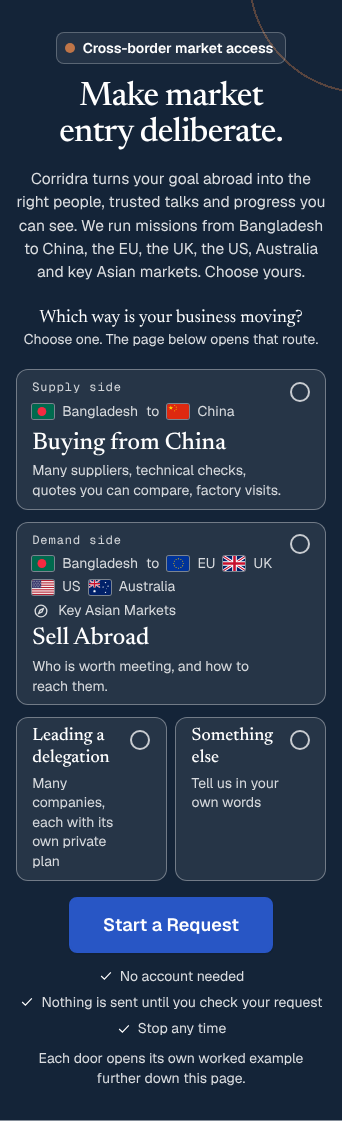 Cross-border market access
Make market
entry deliberate.
Corridra turns your goal abroad into the
right people, trusted talks and progress you
can see. We run missions from Bangladesh
to China, the EU, the UK, the US, Australia
and key Asian markets. Choose yours.
Which way is your business moving?
Choose one. The page below opens that route.
Supply side
Bangladesh to China
Buying from China
Many suppliers, technical checks,
quotes you can compare, factory visits.
Demand side
Bangladesh to EU UK
US Australia
Key Asian Markets
Sell Abroad
Who is worth meeting, and how to
reach them.
Leading a
delegation
Many
companies,
each with its
own private
plan
Something
else
Tell us in your
own words
Start a Request
No account needed
Nothing is sent until you check your request
Stop any time
Each door opens its own worked example
further down this page.